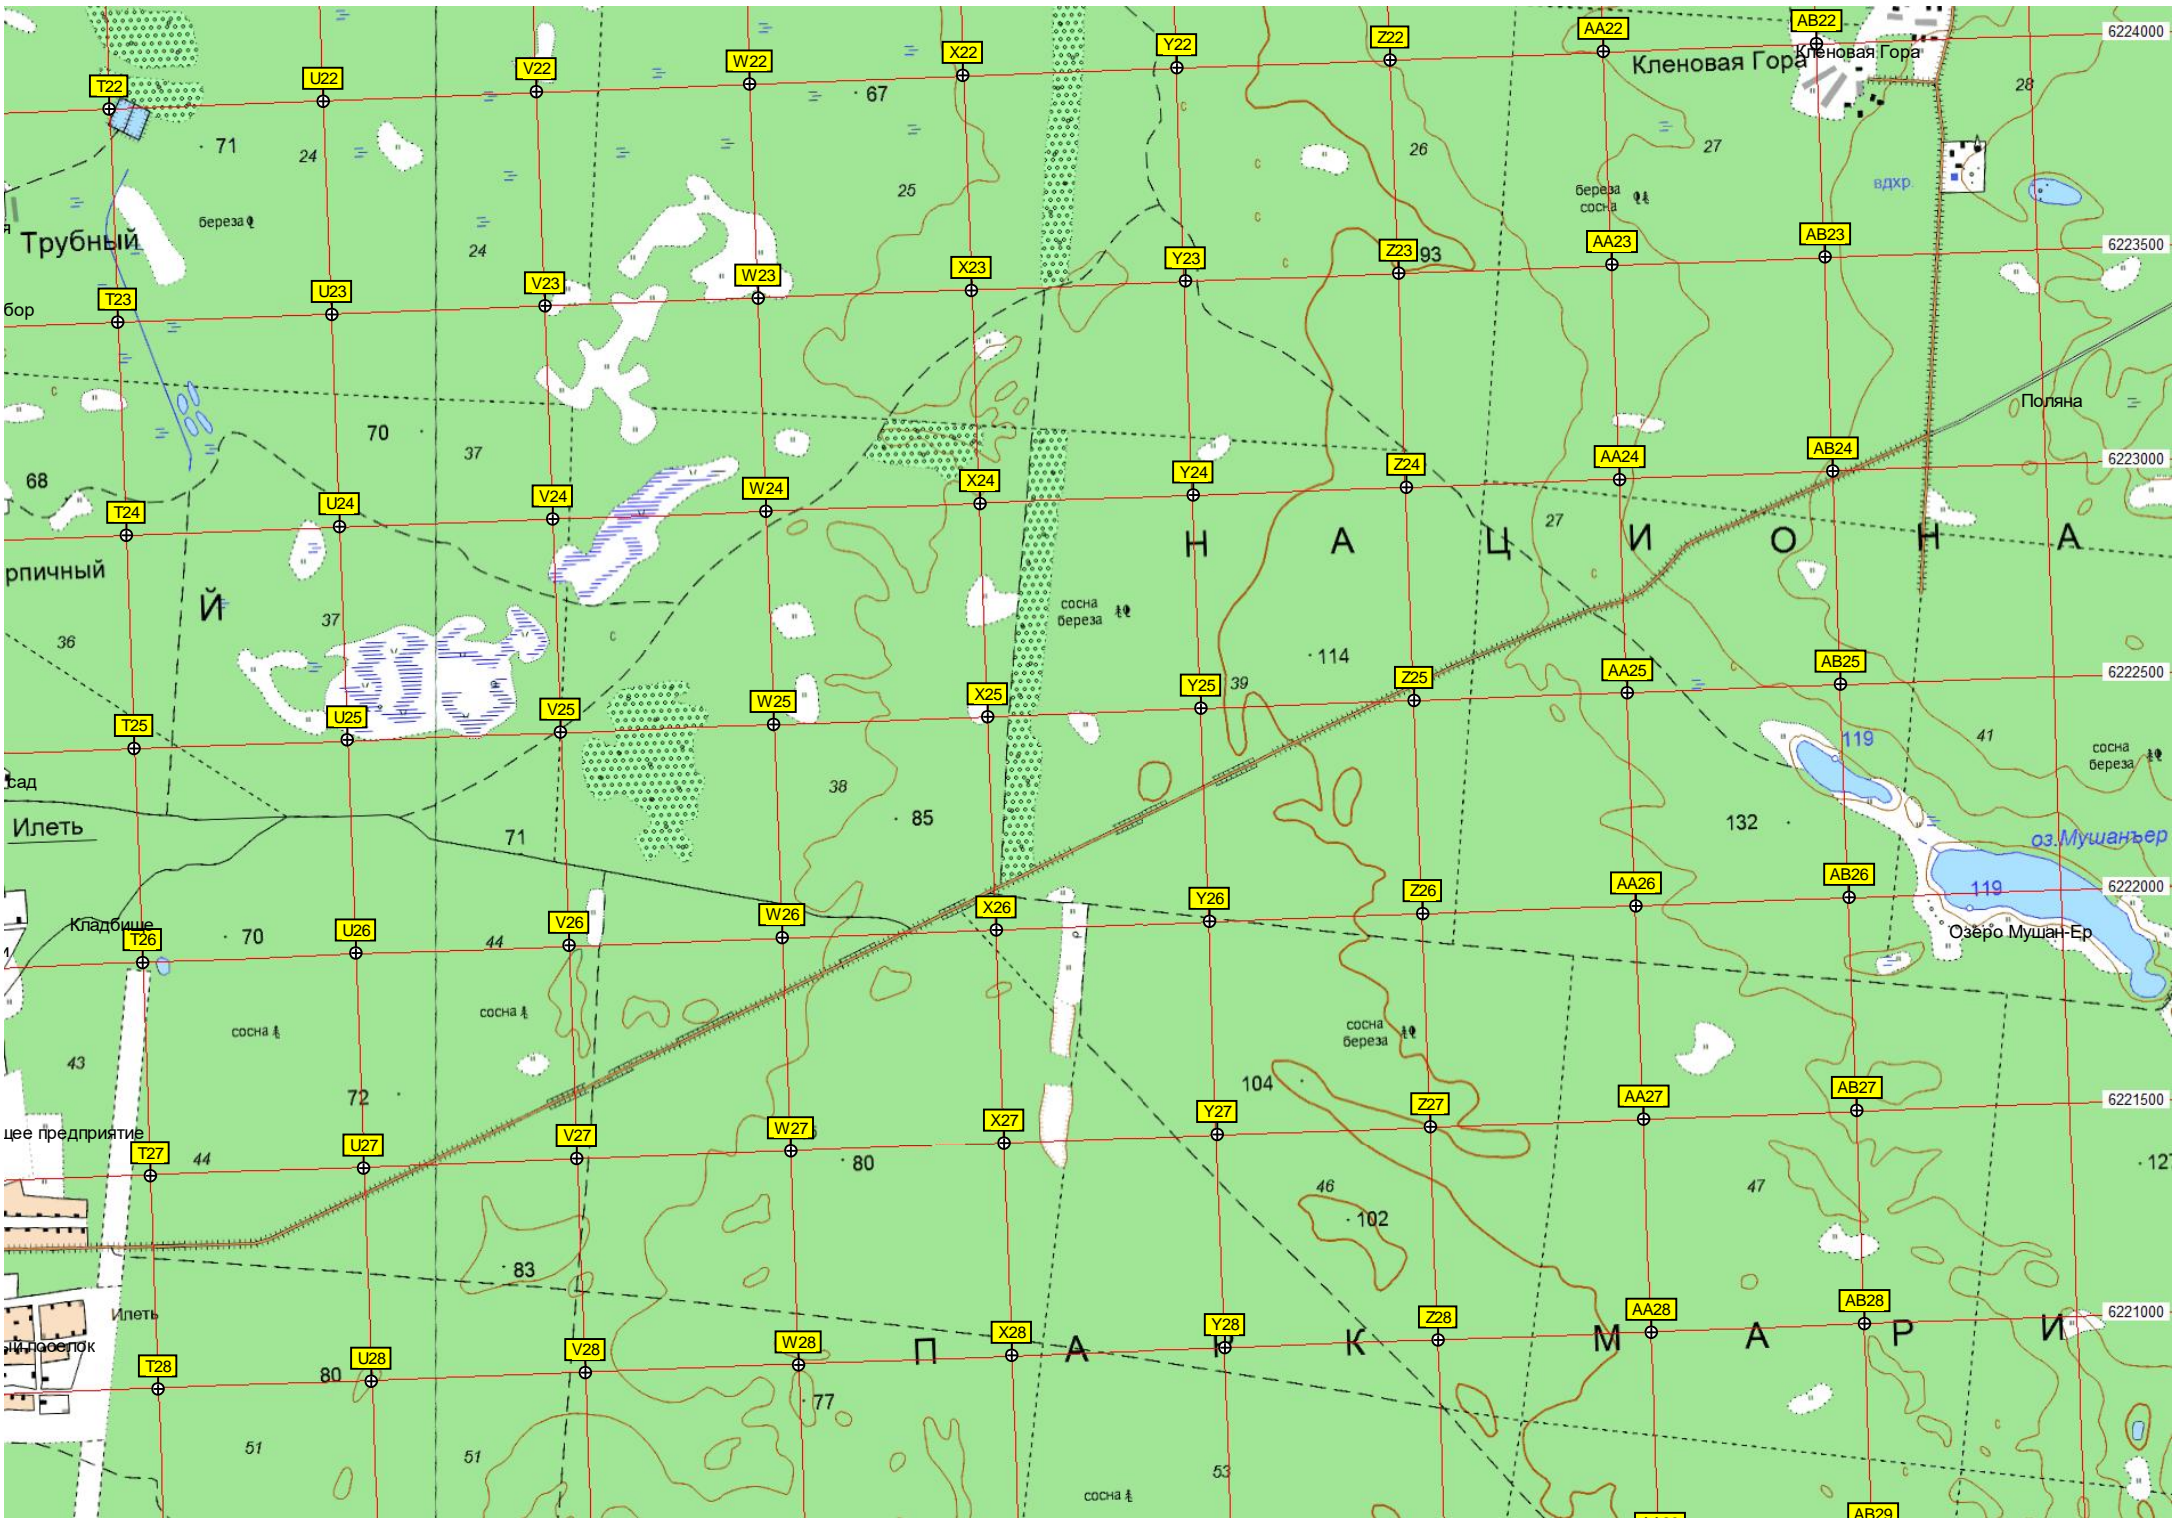 T22
U22
V22
W22
X22
Y22
Z22
AA22
AB22
6224000
Кленовая Гора
Кленовая Гора
67
28
71
24
25
26
27
береза
сосна
вдхр.
береза
24
Трубный
T23
U23
V23
W23
X23
Y23
Z23
93
AA23
AB23
6223500
бор
с
с
с
с
с
Поляна
70
37
68
T24
U24
V24
W24
X24
Y24
Z24
AA24
AB24
6223000
27
Н А Ц И О Н А
рпичный
Й
37
36
с
с
сосна
береза
114
39
T25
U25
V25
W25
X25
Y25
Z25
AA25
AB25
6222500
с
119
41
сосна
береза
сад
38
85
132
Илеть
71
оз.Мушанъер
119
Кладбище
T26
U26
V26
W26
X26
Y26
Z26
AA26
AB26
6222000
70
44
Озеро Мушан-Ер
сосна
сосна
сосна
береза
43
72
104
щее предприятие
T27
U27
V27
W27
X27
Y27
Z27
AA27
AB27
6221500
44
80
46
47
127
102
83
Илеть
ый поселок
T28
U28
V28
W28
X28
Y28
Z28
AA28
AB28
6221000
П А Р К М А Р И
80
77
51
51
53
с
с
сосна
AB29